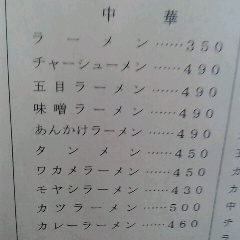 中華
ラーメン……350
チャーシューメン……490
五目ラーメン……490
味噌ラーメン……490
あんかけラーメン……490
タンメン……450
ワカメラーメン……450
モヤシラーメン……430
カツラーメン……500
カレーラーメン……460